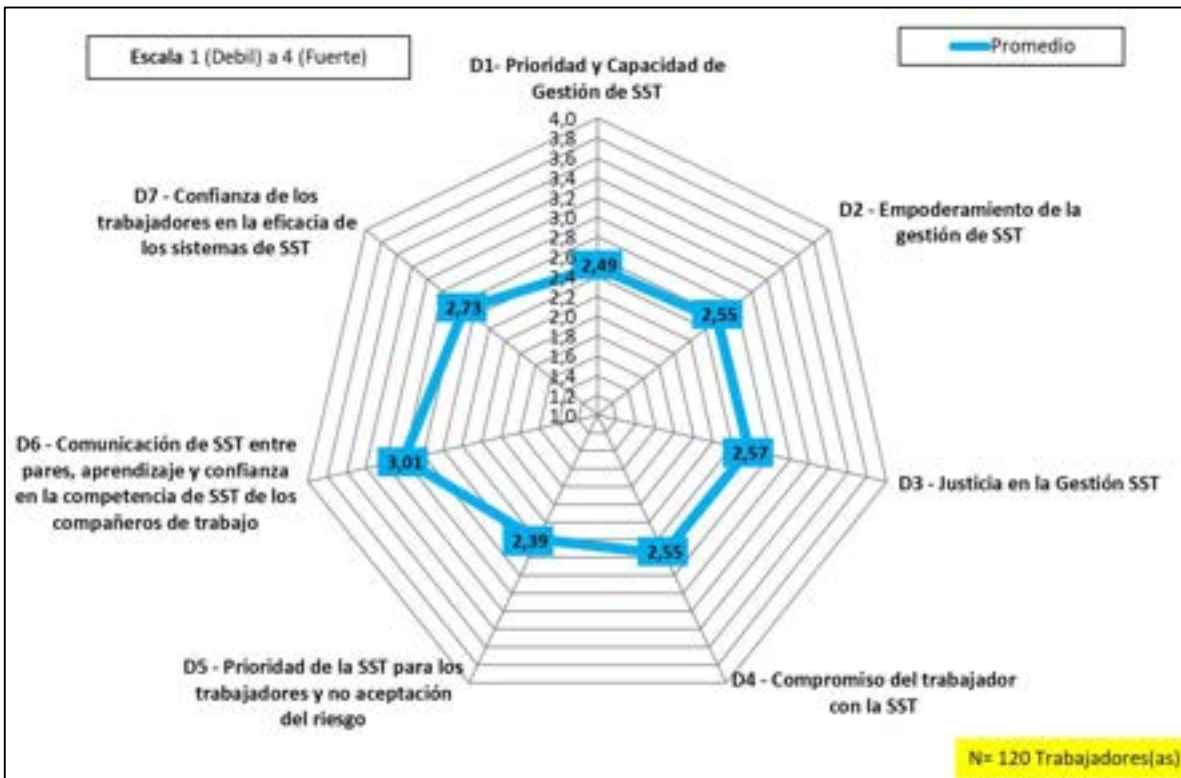 Escala 1 (Debil) a 4 (Fuerte)
Promedio
D1- Prioridad y Capacidad de
Gestión de SST
4,0
3,8
3,6
3,4
3,2
3,0
2,8
2,6
2,4
2,2
2,0
1,8
1,6
1,4
1,2
1,0
D7 - Confianza de los
trabajadores en la eficacia de
los sistemas de SST
D2 - Empoderamiento de la
gestión de SST
2,49
2,55
2,73
2,57
3,01
2,39
2,55
D6 - Comunicación de SST entre
pares, aprendizaje y confianza
en la competencia de SST de los
compañeros de trabajo
D3 - Justicia en la Gestión SST
D5 - Prioridad de la SST para los
trabajadores y no aceptación
del riesgo
D4 - Compromiso del trabajador
con la SST
N= 120 Trabajadores(as)